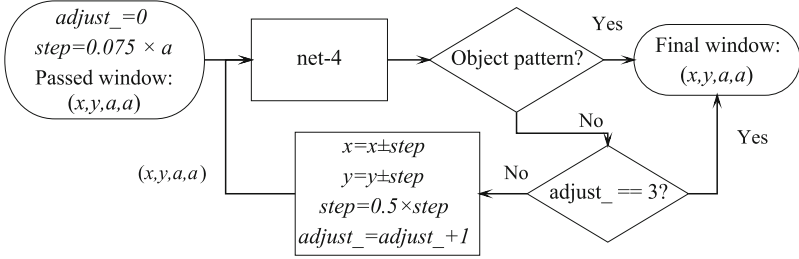 adjust_=0
step=0.075 × a
Passed window:
(x,y,a,a)
net-4
Object pattern?
Yes
Final window:
(x,y,a,a)
No
adjust_ == 3?
Yes
No
x=x±step
y=y±step
step=0.5×step
adjust_=adjust_+1
(x,y,a,a)